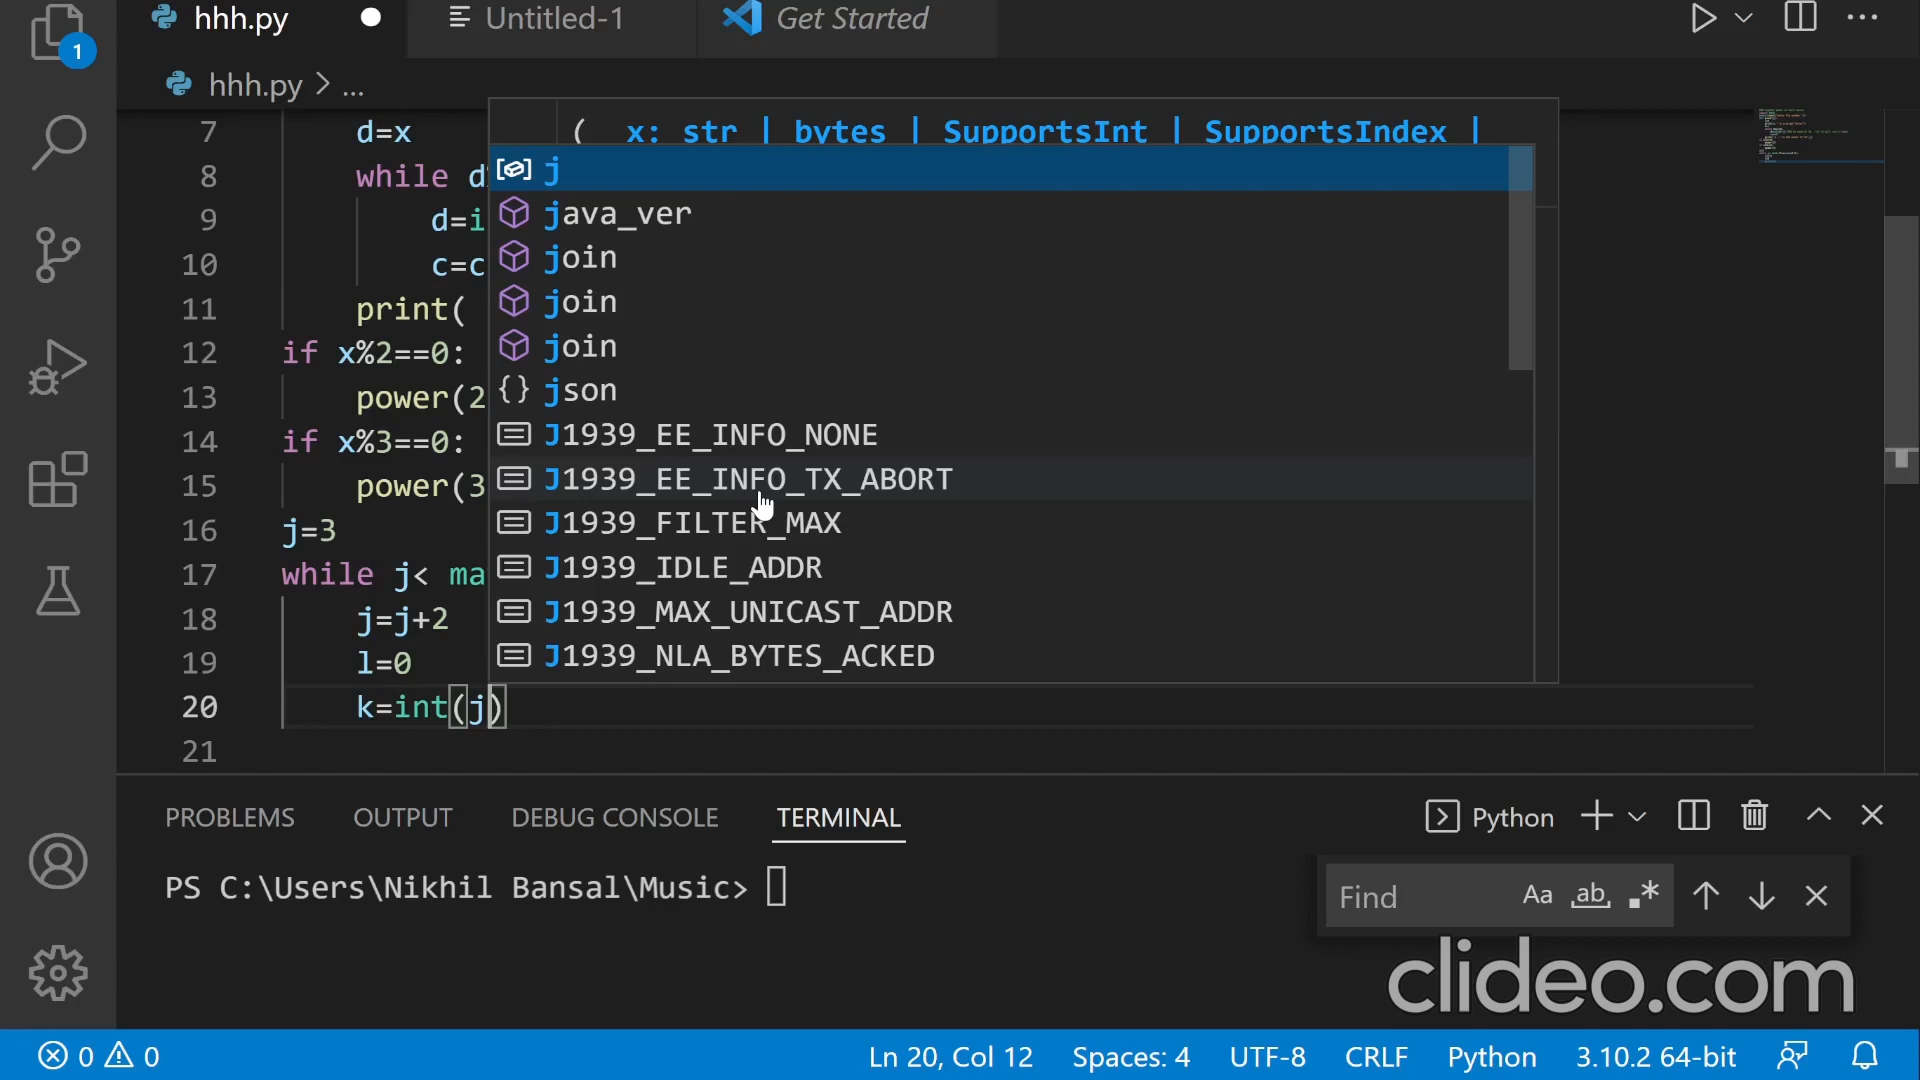 hhh.py Untitled-1 Get Started
1
hhh.py > ...
7 d=x
( x: str | bytes | SupportsInt | SupportsIndex |
j
8 while d
java_ver
9 d=i
join
10 c=c
join
11 print(
join
12 if x%2==0:
json
13 power(2
J1939_EE_INFO_NONE
14 if x%3==0:
J1939_EE_INFO_TX_ABORT
15 power(3
J1939_FILTER_MAX
16 j=3
J1939_IDLE_ADDR
17 while j< ma
J1939_MAX_UNICAST_ADDR
18 j=j+2
J1939_NLA_BYTES_ACKED
19 l=0
20 k=int(j)
21
PROBLEMS OUTPUT DEBUG CONSOLE TERMINAL Python
PS C:\Users\Nikhil Bansal\Music>
Find Aa ab .*
clideo.com
0 0 Ln 20, Col 12 Spaces: 4 UTF-8 CRLF Python 3.10.2 64-bit